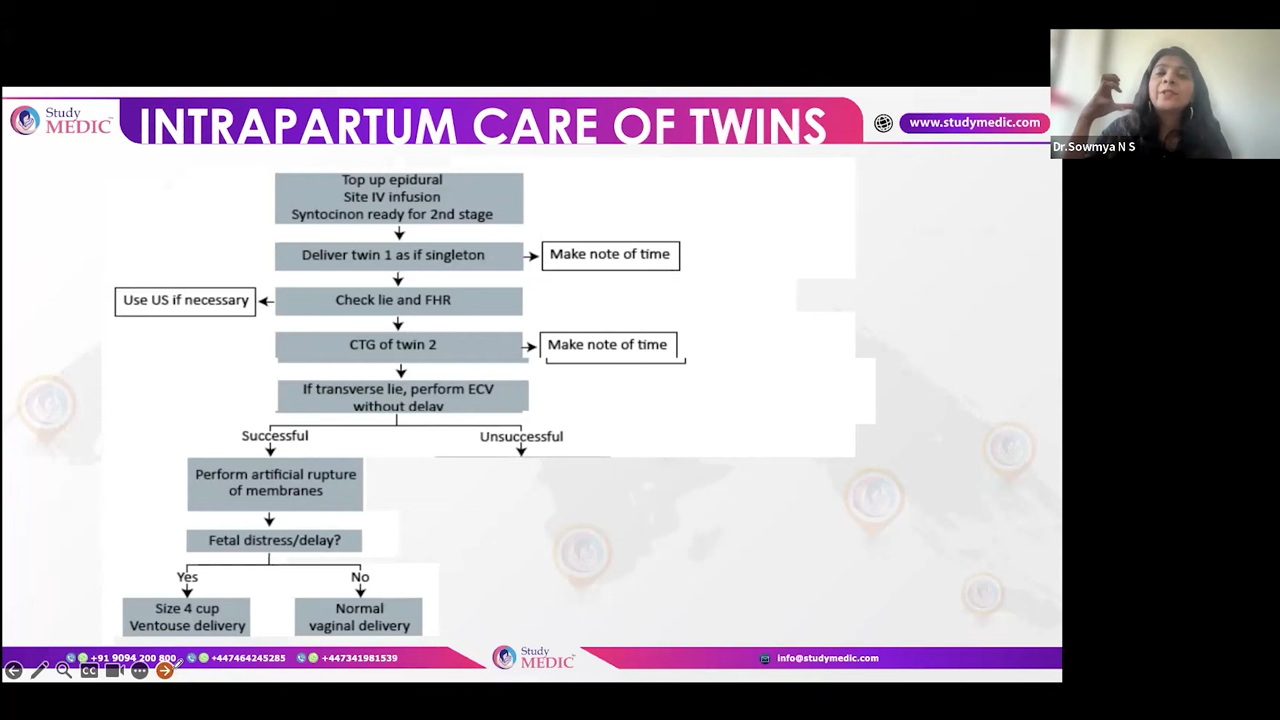 Study
MEDIC
INTRAPARTUM CARE OF TWINS
www.studymedic.com
Dr.Sowmya N S
Top up epidural
Site IV infusion
Syntocinon ready for 2nd stage
Deliver twin 1 as if singleton
Make note of time
Use US if necessary
Check lie and FHR
CTG of twin 2
Make note of time
If transverse lie, perform ECV
without delay
Successful
Unsuccessful
Perform artificial rupture
of membranes
Fetal distress/delay?
Yes
No
Size 4 cup
Ventouse delivery
Normal
vaginal delivery
+91 9094 200 800
+447464245285
+447341981539
Study
MEDIC
info@studymedic.com
CC